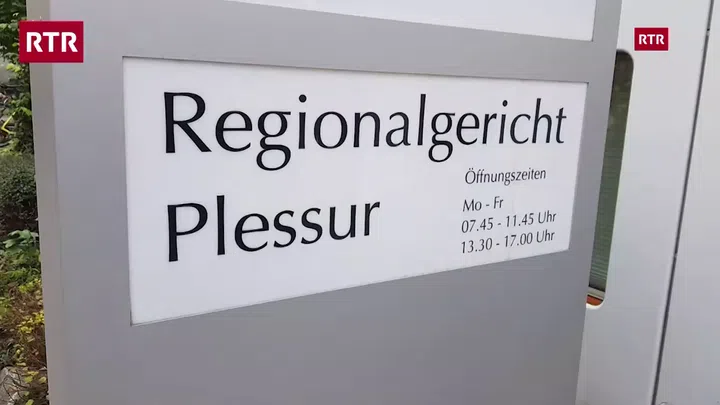 RTR
RTR
Regionalgericht
Plessur
Öffnungszeiten
Mo - Fr
07.45 - 11.45 Uhr
13.30 - 17.00 Uhr